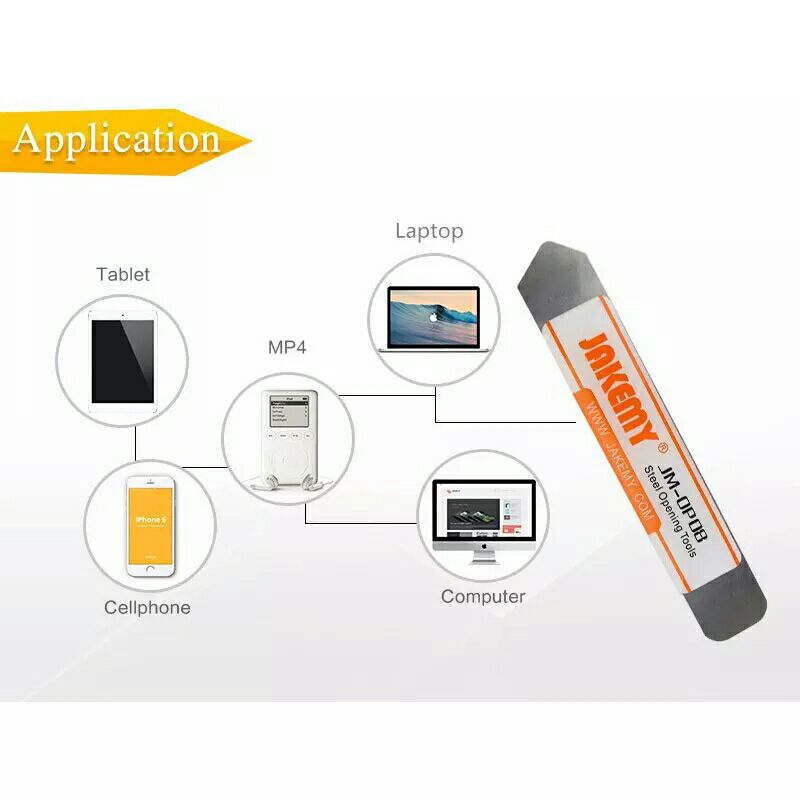 Application
Laptop
Tablet
MP4
iPhone 6
Cellphone
Computer
JAKEMY®
WWW.JAKEMY.COM
JM-OP08
Steel Opening Tools